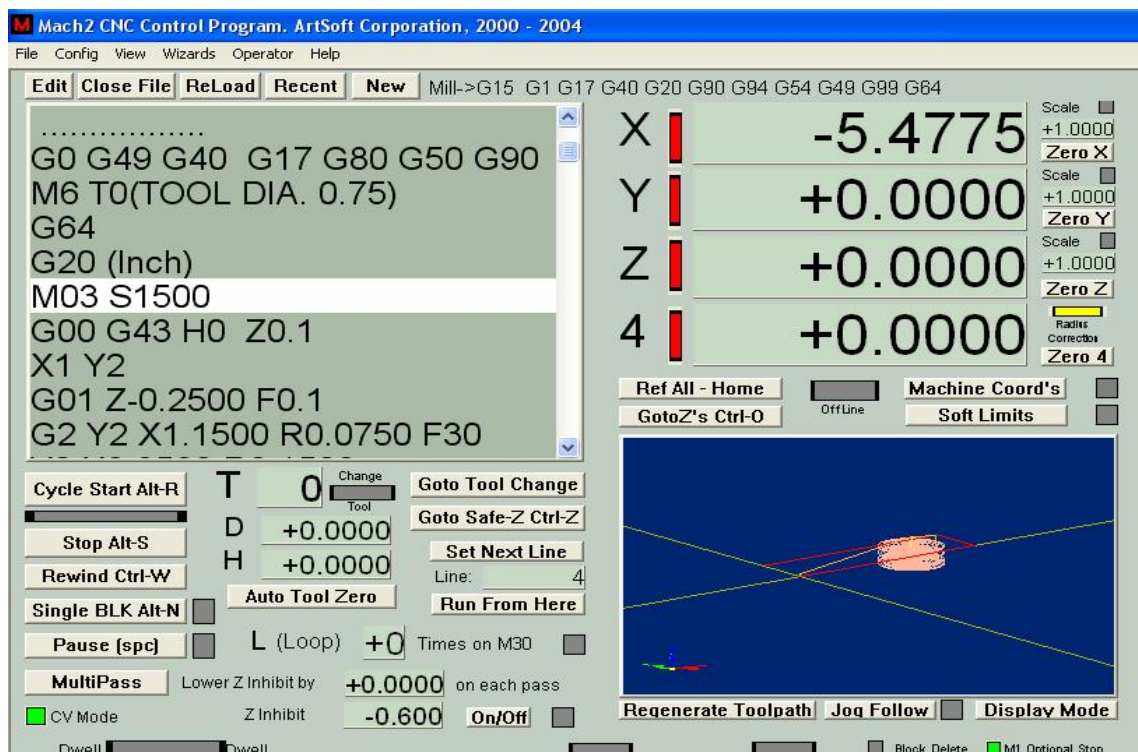 Mach2 CNC Control Program. ArtSoft Corporation, 2000 - 2004
File Config View Wizards Operator Help
Edit Close File ReLoad Recent New Mill->G15 G1 G17 G40 G20 G90 G94 G54 G49 G99 G64
................
G0 G49 G40 G17 G80 G50 G90
M6 T0(TOOL DIA. 0.75)
G64
G20 (Inch)
M03 S1500
G00 G43 H0 Z0.1
X1 Y2
G01 Z-0.2500 F0.1
G2 Y2 X1.1500 R0.0750 F30
X -5.4775
Scale
+1.0000
Zero X
Y +0.0000
Scale
+1.0000
Zero Y
Z +0.0000
Scale
+1.0000
Zero Z
4 +0.0000
Radius
Correction
Zero 4
Ref All - Home
OffLine
Machine Coord's
GotoZ's Ctrl-O
Soft Limits
Cycle Start Alt-R
T 0
Change
Tool
Goto Tool Change
D +0.0000
Goto Safe-Z Ctrl-Z
Stop Alt-S
H +0.0000
Set Next Line
Rewind Ctrl-W
Line: 4
Auto Tool Zero
Run From Here
Single BLK Alt-N
Pause (spc)
L (Loop) +0 Times on M30
MultiPass
Lower Z Inhibit by +0.0000 on each pass
CV Mode
Z Inhibit -0.600 On/Off
Regenerate Toolpath Jog Follow Display Mode
Dwell Dwell Block Delete M1 Optional Stop